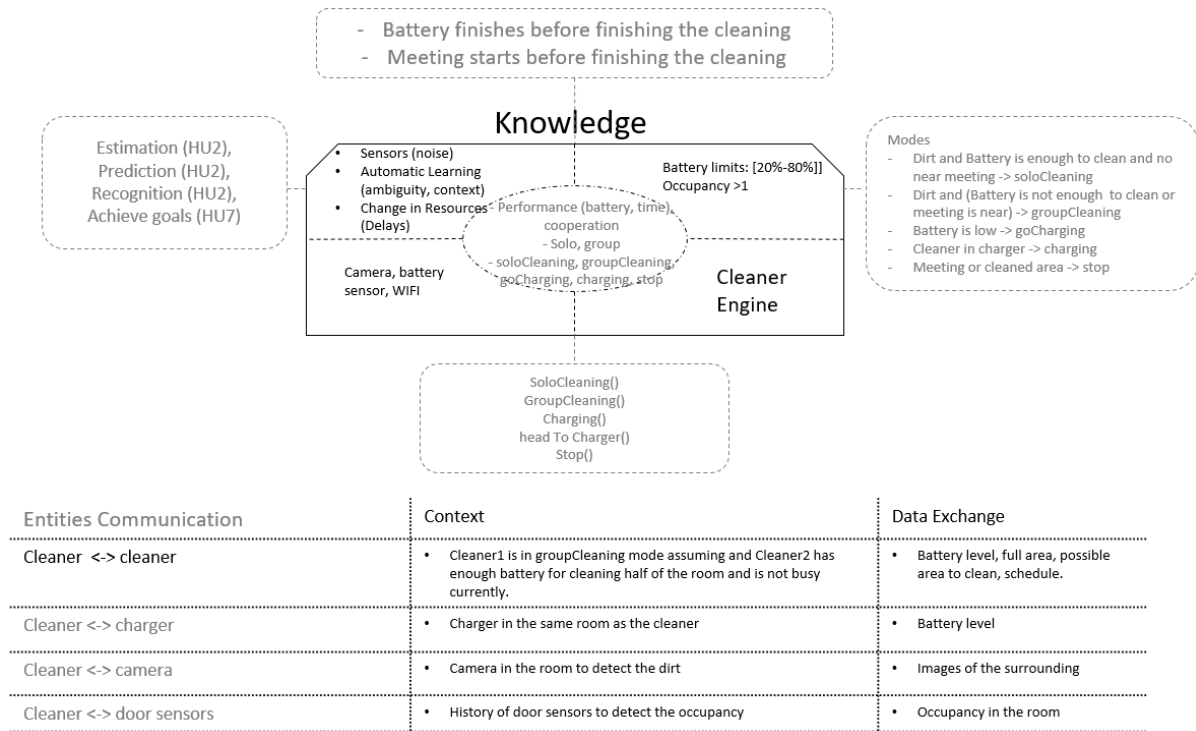 - Battery finishes before finishing the cleaning
- Meeting starts before finishing the cleaning
Knowledge
Estimation (HU2),
Prediction (HU2),
Recognition (HU2),
Achieve goals (HU7)
• Sensors (noise)
• Automatic Learning
(ambiguity, context)
• Change in Resources
(Delays)
Battery limits: [20%-80%]]
Occupancy >1
- Performance (battery, time),
cooperation
- Solo, group
- soloCleaning, groupCleaning,
goCharging, charging, stop
Camera, battery
sensor, WIFI
Cleaner
Engine
Modes
- Dirt and Battery is enough to clean and no
near meeting -> soloCleaning
- Dirt and (Battery is not enough to clean or
meeting is near) -> groupCleaning
- Battery is low -> goCharging
- Cleaner in charger -> charging
- Meeting or cleaned area -> stop
SoloCleaning()
GroupCleaning()
Charging()
head To Charger()
Stop()
Entities Communication
Context
Data Exchange
Cleaner <-> cleaner
• Cleaner1 is in groupCleaning mode assuming and Cleaner2 has
enough battery for cleaning half of the room and is not busy
currently.
• Battery level, full area, possible
area to clean, schedule.
Cleaner <-> charger
• Charger in the same room as the cleaner
• Battery level
Cleaner <-> camera
• Camera in the room to detect the dirt
• Images of the surrounding
Cleaner <-> door sensors
• History of door sensors to detect the occupancy
• Occupancy in the room